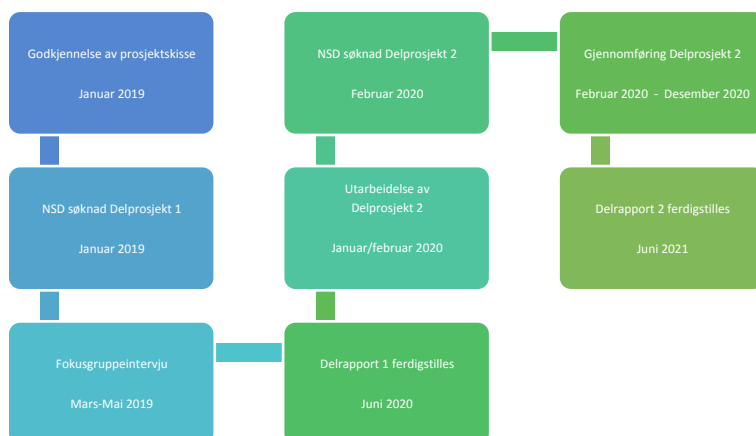 Godkjennelse av prosjektskisse
Januar 2019
NSD søknad Delprosjekt 1
Januar 2019
Fokusgruppeintervju
Mars-Mai 2019
Delrapport 1 ferdigstilles
Juni 2020
Utarbeidelse av
Delprosjekt 2
Januar/februar 2020
NSD søknad Delprosjekt 2
Februar 2020
Gjennomføring Delprosjekt 2
Februar 2020 - Desember 2020
Delrapport 2 ferdigstilles
Juni 2021